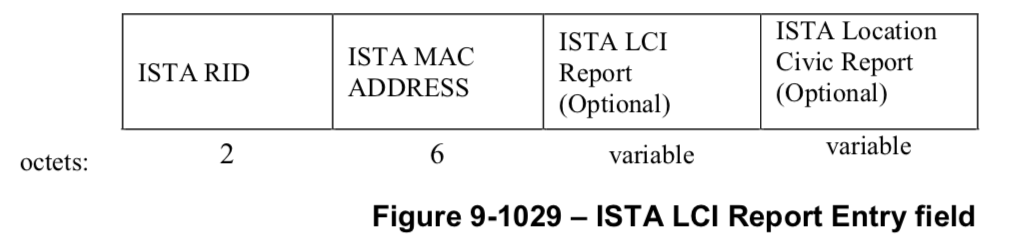 ISTA RID
ISTA MAC
ADDRESS
ISTA LCI
Report
(Optional)
ISTA Location
Civic Report
(Optional)
octets:
2
6
variable
variable
Figure 9-1029 – ISTA LCI Report Entry field